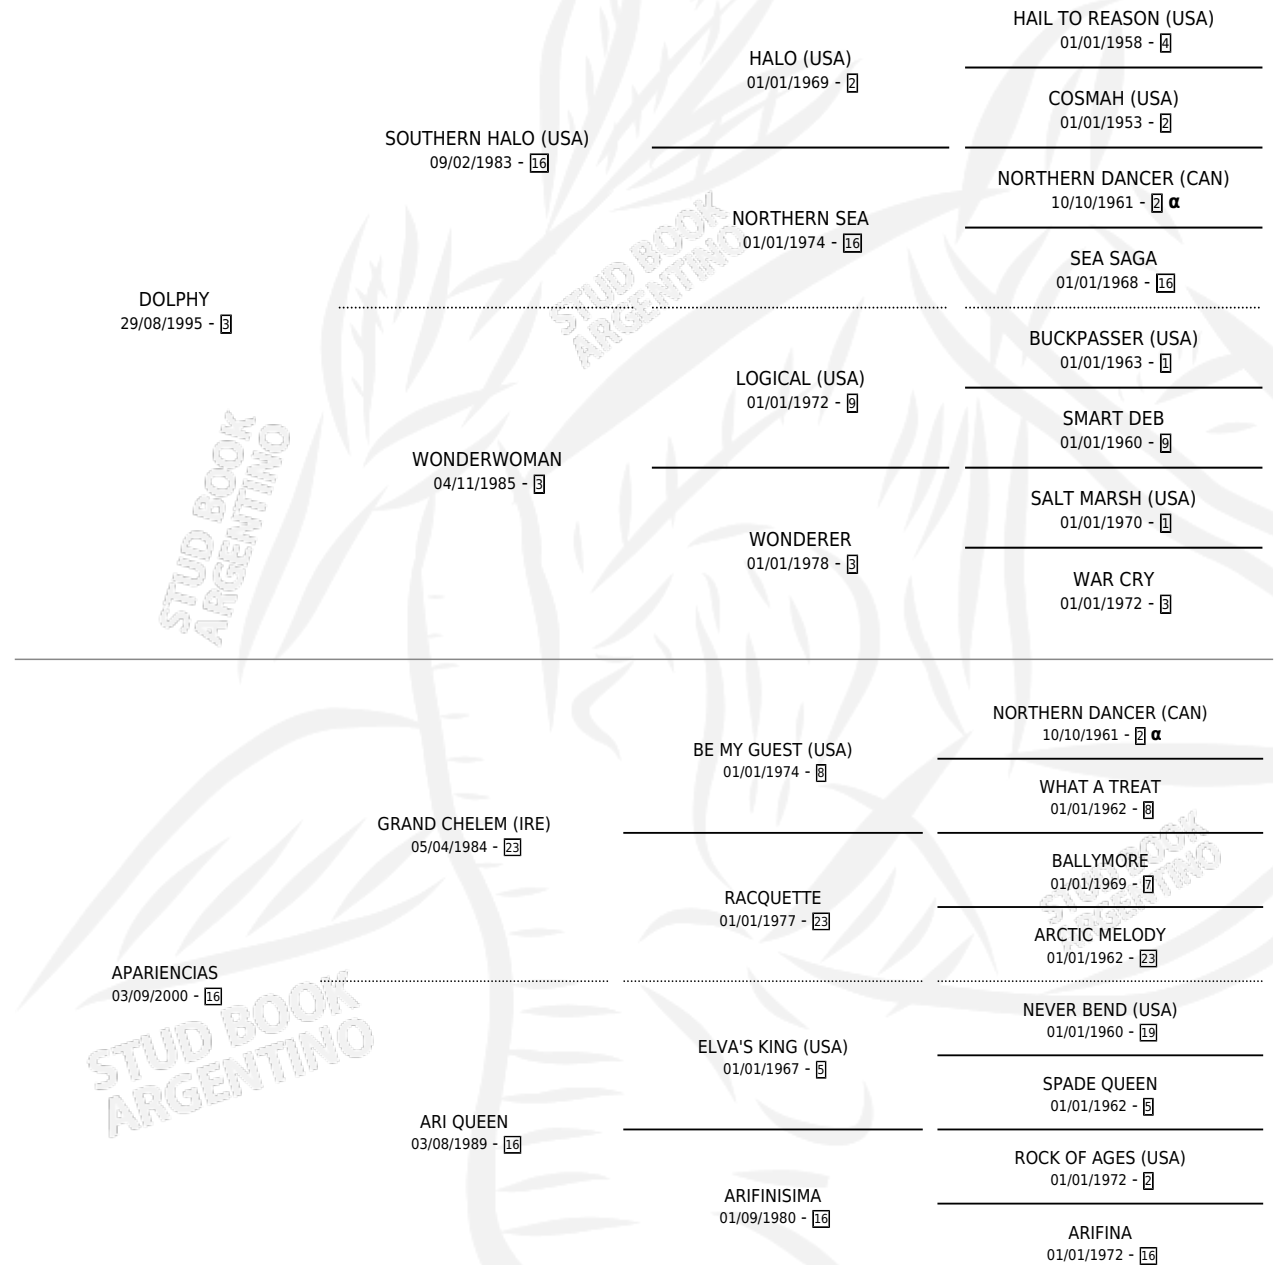 HAIL TO REASON (USA)
01/01/1958 - 4
HALO (USA)
01/01/1969 - 2
COSMAH (USA)
01/01/1953 - 2
SOUTHERN HALO (USA)
09/02/1983 - 16
NORTHERN DANCER (CAN)
10/10/1961 - 2 α
NORTHERN SEA
01/01/1974 - 16
SEA SAGA
01/01/1968 - 16
DOLPHY
29/08/1995 - 3
BUCKPASSER (USA)
01/01/1963 - 1
LOGICAL (USA)
01/01/1972 - 9
SMART DEB
01/01/1960 - 9
WONDERWOMAN
04/11/1985 - 3
SALT MARSH (USA)
01/01/1970 - 1
WONDERER
01/01/1978 - 3
WAR CRY
01/01/1972 - 3
NORTHERN DANCER (CAN)
10/10/1961 - 2 α
BE MY GUEST (USA)
01/01/1974 - 8
WHAT A TREAT
01/01/1962 - 8
GRAND CHELEM (IRE)
05/04/1984 - 23
BALLYMORE
01/01/1969 - 7
RACQUETTE
01/01/1977 - 23
ARCTIC MELODY
01/01/1962 - 23
APARIENCIAS
03/09/2000 - 16
NEVER BEND (USA)
01/01/1960 - 19
ELVA'S KING (USA)
01/01/1967 - 5
SPADE QUEEN
01/01/1962 - 5
ARI QUEEN
03/08/1989 - 16
ROCK OF AGES (USA)
01/01/1972 - 2
ARIFINISIMA
01/09/1980 - 16
ARIFINA
01/01/1972 - 16
STUD BOOK
ARGENTINO
STUD BOOK
ARGENTINO
STUD BOOK
ARGENTINO
STUD BOOK
ARGENTINO